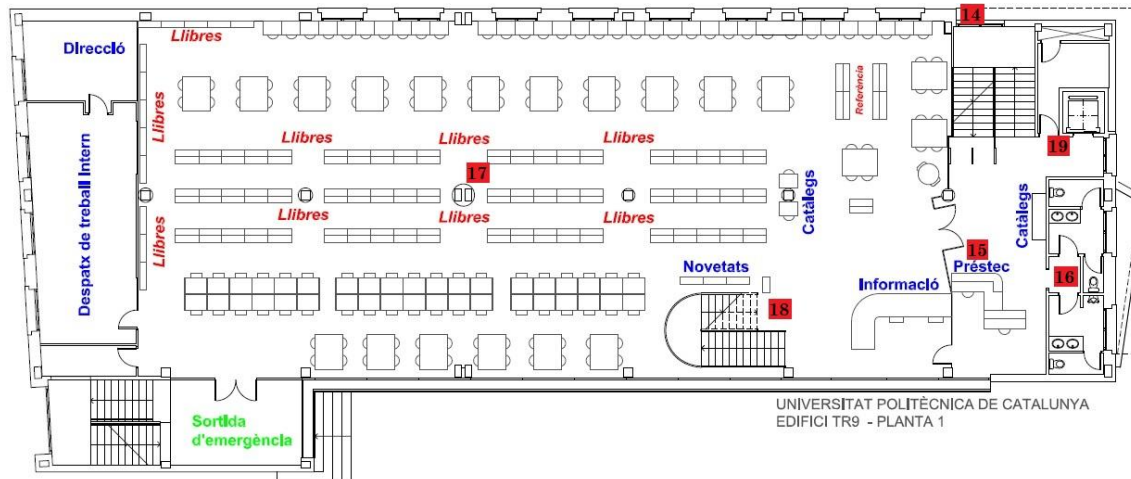 14
Llibres
Direcció
Referència
Llibres
Llibres
Llibres
Llibres
19
17
Despatx de treball Intern
Catàlegs
Catàlegs
Llibres
Llibres
Llibres
Llibres
15
Préstec
16
Novetats
Informació
18
UNIVERSITAT POLITÈCNICA DE CATALUNYA
EDIFICI TR9 - PLANTA 1
Sortida
d'emergència